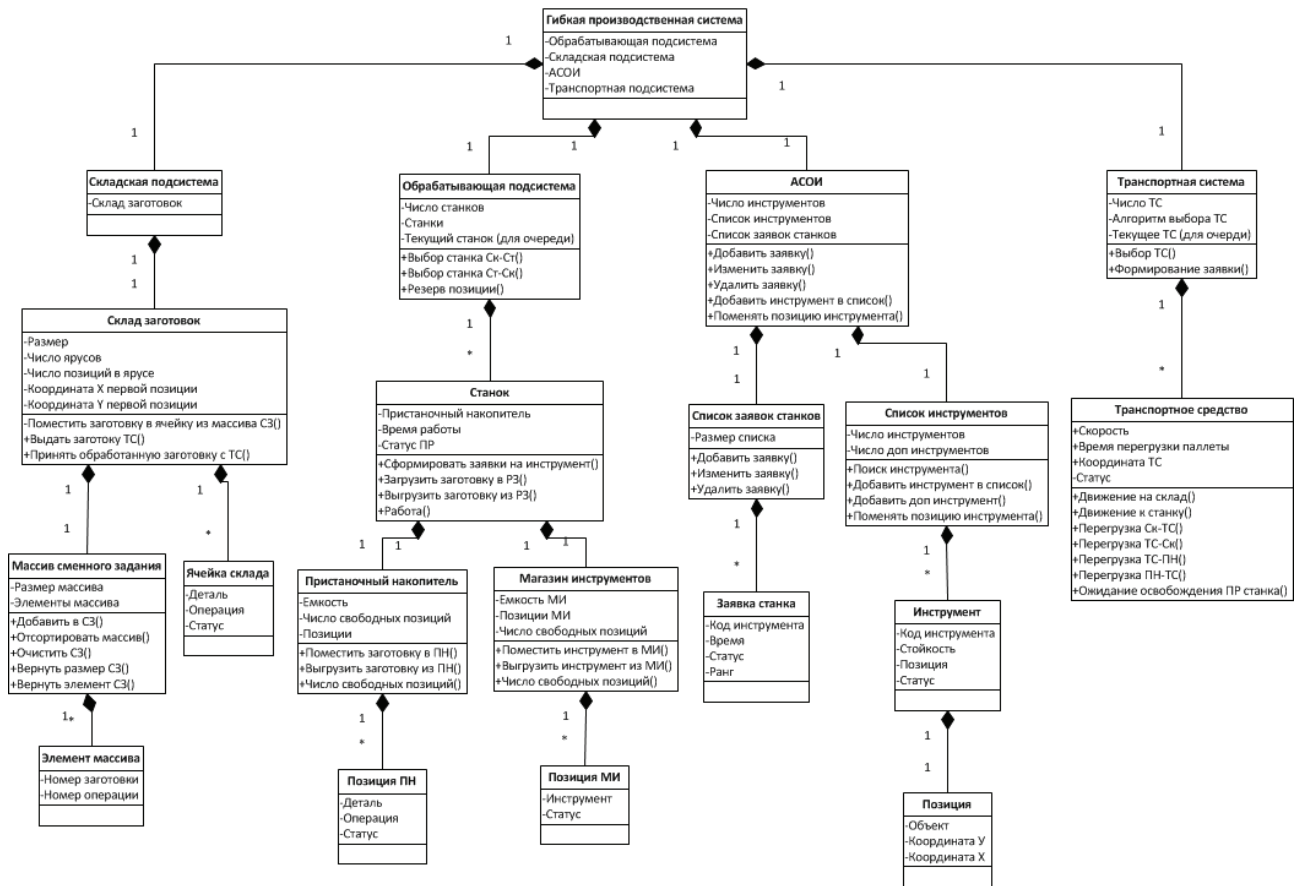 Гибкая производственная система
-Обрабатывающая подсистема
-Складская подсистема
-АСОИ
-Транспортная подсистема
1
1
1
1
1
1
1
1
Складская подсистема
-Склад заготовок
Обрабатывающая подсистема
-Число станков
-Станки
-Текущий станок (для очереди)
+Выбор станка Ск-Ст()
+Выбор станка Ст-Ск()
+Резерв позиции()
АСОИ
-Число инструментов
-Список инструментов
-Список заявок станков
+Добавить заявку()
+Изменить заявку()
+Удалить заявку()
+Добавить инструмент в список()
+Поменять позицию инструмента()
Транспортная система
-Число ТС
-Алгоритм выбора ТС
-Текущее ТС (для очерди)
+Выбор ТС()
+Формирование заявки()
1
1
1
*
1
1
1
1
1
*
Склад заготовок
-Размер
-Число ярусов
-Число позиций в ярусе
-Координата X первой позиции
-Координата Y первой позиции
-Поместить заготовку в ячейку из массива СЗ()
+Выдать заготоку ТС()
+Принять обработанную заготовку с ТС()
Станок
-Пристаночный накопитель
-Время работы
-Статус ПР
+Сформировать заявки на инструмент()
+Загрузить заготовку в РЗ()
+Выгрузить заготовку из РЗ()
+Работа()
Список заявок станков
-Размер списка
+Добавить заявку()
+Изменить заявку()
+Удалить заявку()
Список инструментов
-Число инструментов
-Число доп инструментов
+Поиск инструмента()
+Добавить инструмент в список()
+Добавить доп инструмент()
+Поменять позицию инструмента()
Транспортное средство
+Скорость
+Время перегрузки паллеты
+Координата ТС
-Статус
+Движение на склад()
+Движение к станку()
+Перегрузка Ск-ТС()
+Перегрузка ТС-Ск()
+Перегрузка ТС-ПН()
+Перегрузка ПН-ТС()
+Ожидание освобождения ПР станка()
1
1
1
*
1
1
1
1
1
*
1
*
Массив сменного задания
-Размер массива
-Элементы массива
+Добавить в СЗ()
+Отсортировать массив()
+Очистить СЗ()
+Вернуть размер СЗ()
+Вернуть элемент СЗ()
Ячейка склада
-Деталь
-Операция
-Статус
Пристаночный накопитель
-Емкость
-Число свободных позиций
-Позиции
+Поместить заготовку в ПН()
+Выгрузить заготовку из ПН()
+Число свободных позиций()
Магазин инструментов
-Емкость МИ
-Позиции МИ
-Число свободных позиций
+Поместить инструмент в МИ()
+Выгрузить инструмент из МИ()
+Число свободных позиций()
Заявка станка
-Код инструмента
-Время
-Статус
-Ранг
Инструмент
-Код инструмента
-Стойкость
-Позиция
-Статус
1
*
1
*
1
*
1
1
Элемент массива
-Номер заготовки
-Номер операции
Позиция ПН
-Деталь
-Операция
-Статус
Позиция МИ
-Инструмент
-Статус
Позиция
-Объект
-Координата У
-Координата Х